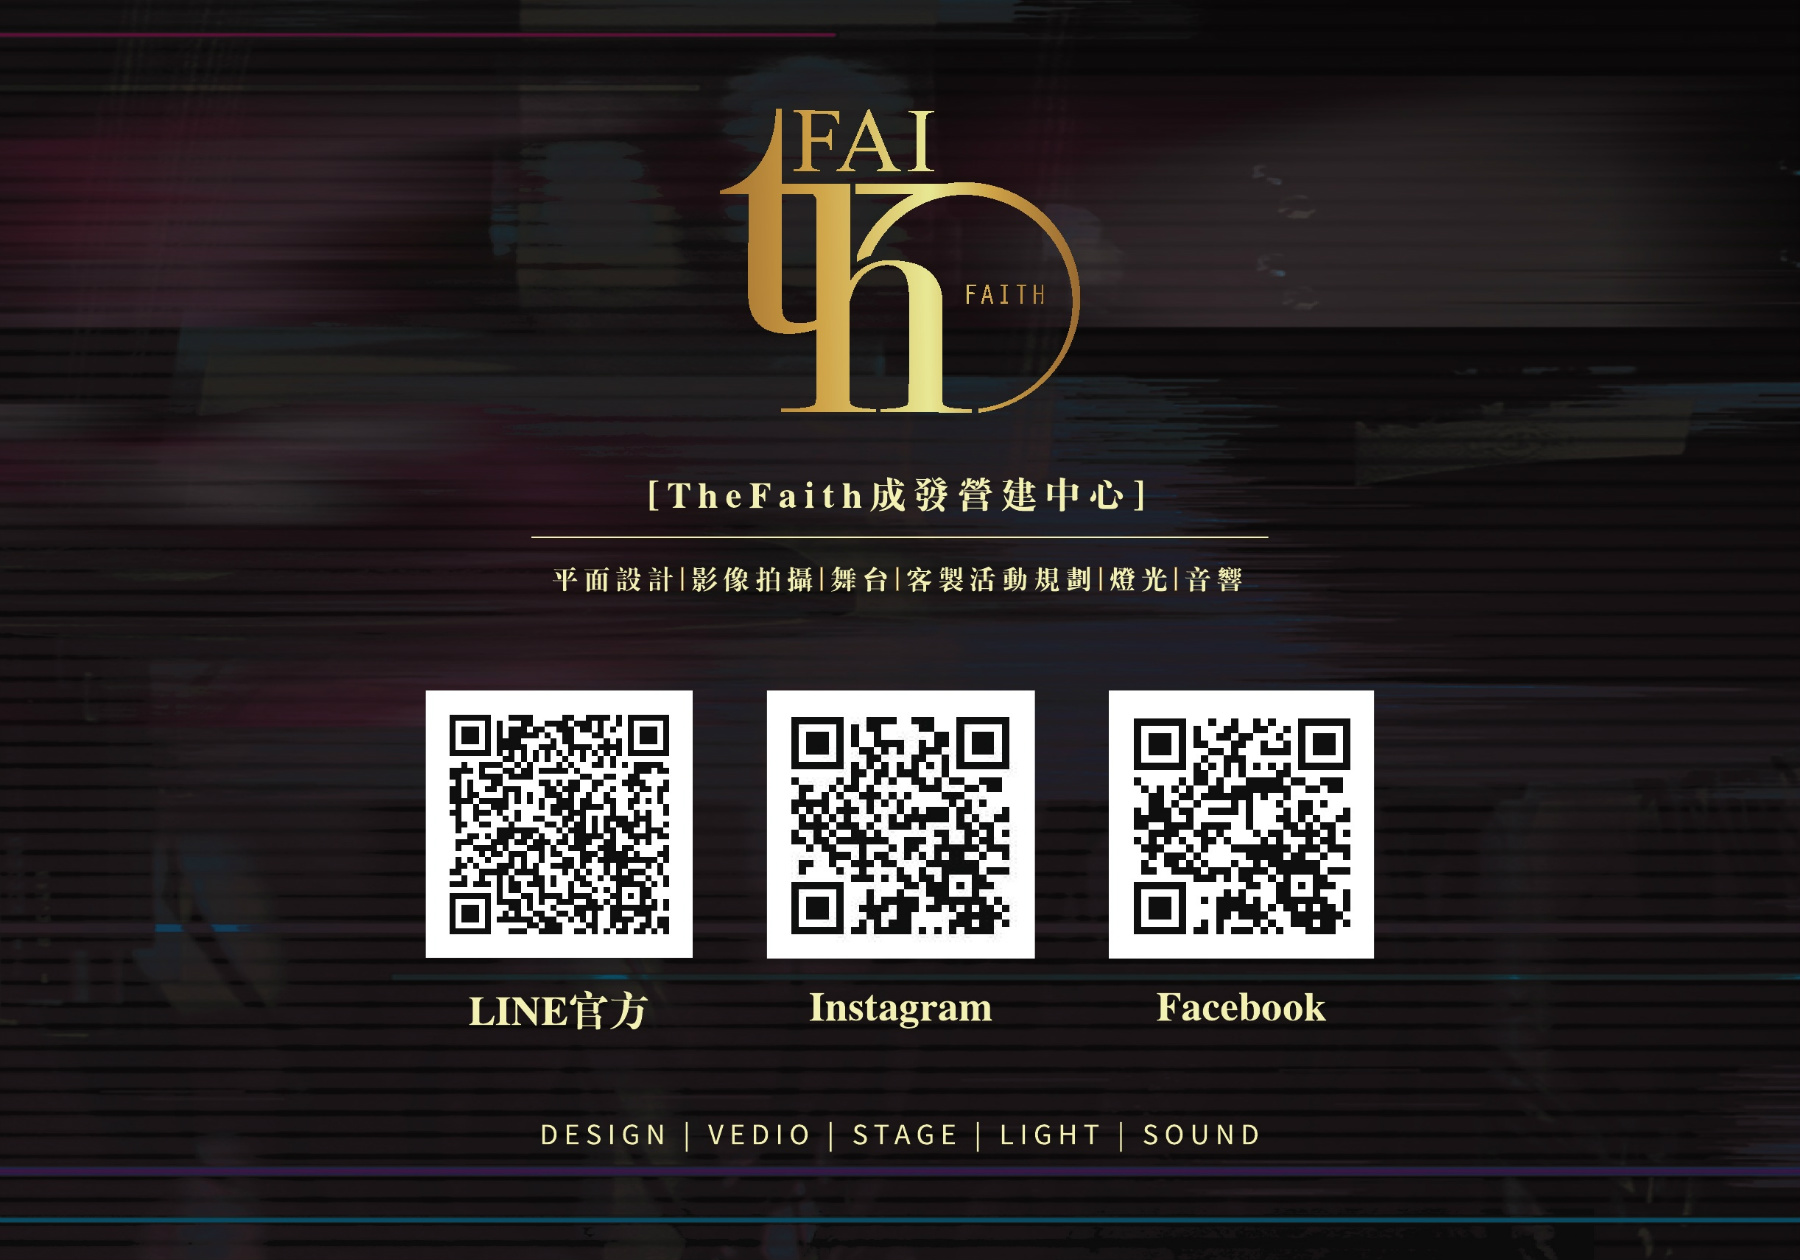 FAI
th
FAITH
[TheFaith成發營建中心]
平面設計|影像拍攝|舞台|客製活動規劃|燈光|音響
LINE官方
Instagram
Facebook
DESIGN | VEDIO | STAGE | LIGHT | SOUND